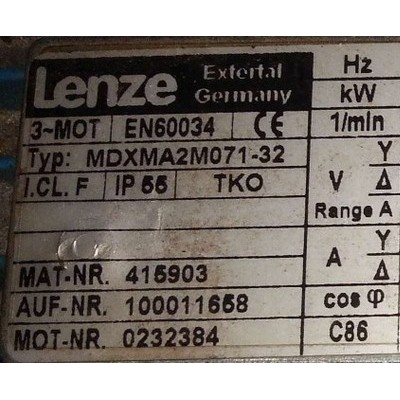 Lenze Extertal Germany Hz
kW
3~MOT EN60034 CE 1/min
Typ: MDXMA2M071-32 Y
I.CL. F IP 55 TKO V Δ
Range A
A Y
Δ
MAT-NR. 415903
AUF-NR. 100011658 cos φ
MOT-NR. 0232384 C86